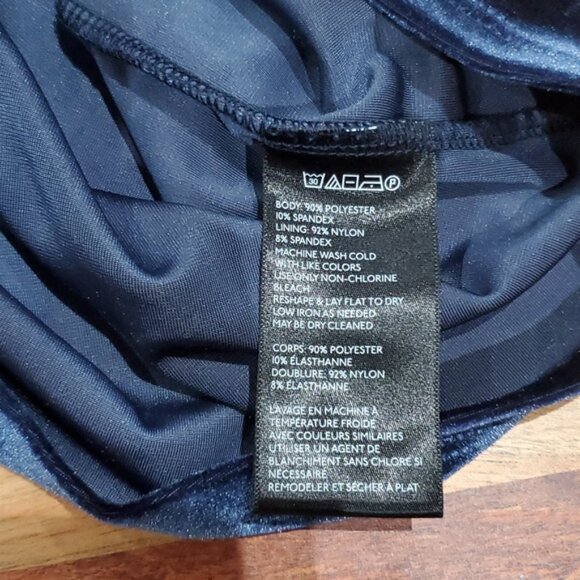 30 P
BODY: 90% POLYESTER
10% SPANDEX
LINING: 92% NYLON
8% SPANDEX
MACHINE WASH COLD
WITH LIKE COLORS
USE ONLY NON-CHLORINE
BLEACH
RESHAPE & LAY FLAT TO DRY
LOW IRON AS NEEDED
MAY BE DRY CLEANED
CORPS: 90% POLYESTER
10% ÉLASTHANNE
DOUBLURE: 92% NYLON
8% ÉLASTHANNE
LAVAGE EN MACHINE À
TEMPÉRATURE FROIDE
AVEC COULEURS SIMILAIRES
UTILISER UN AGENT DE
BLANCHIMENT SANS CHLORE SI
NÉCESSAIRE
REMODELER ET SÉCHER À PLAT